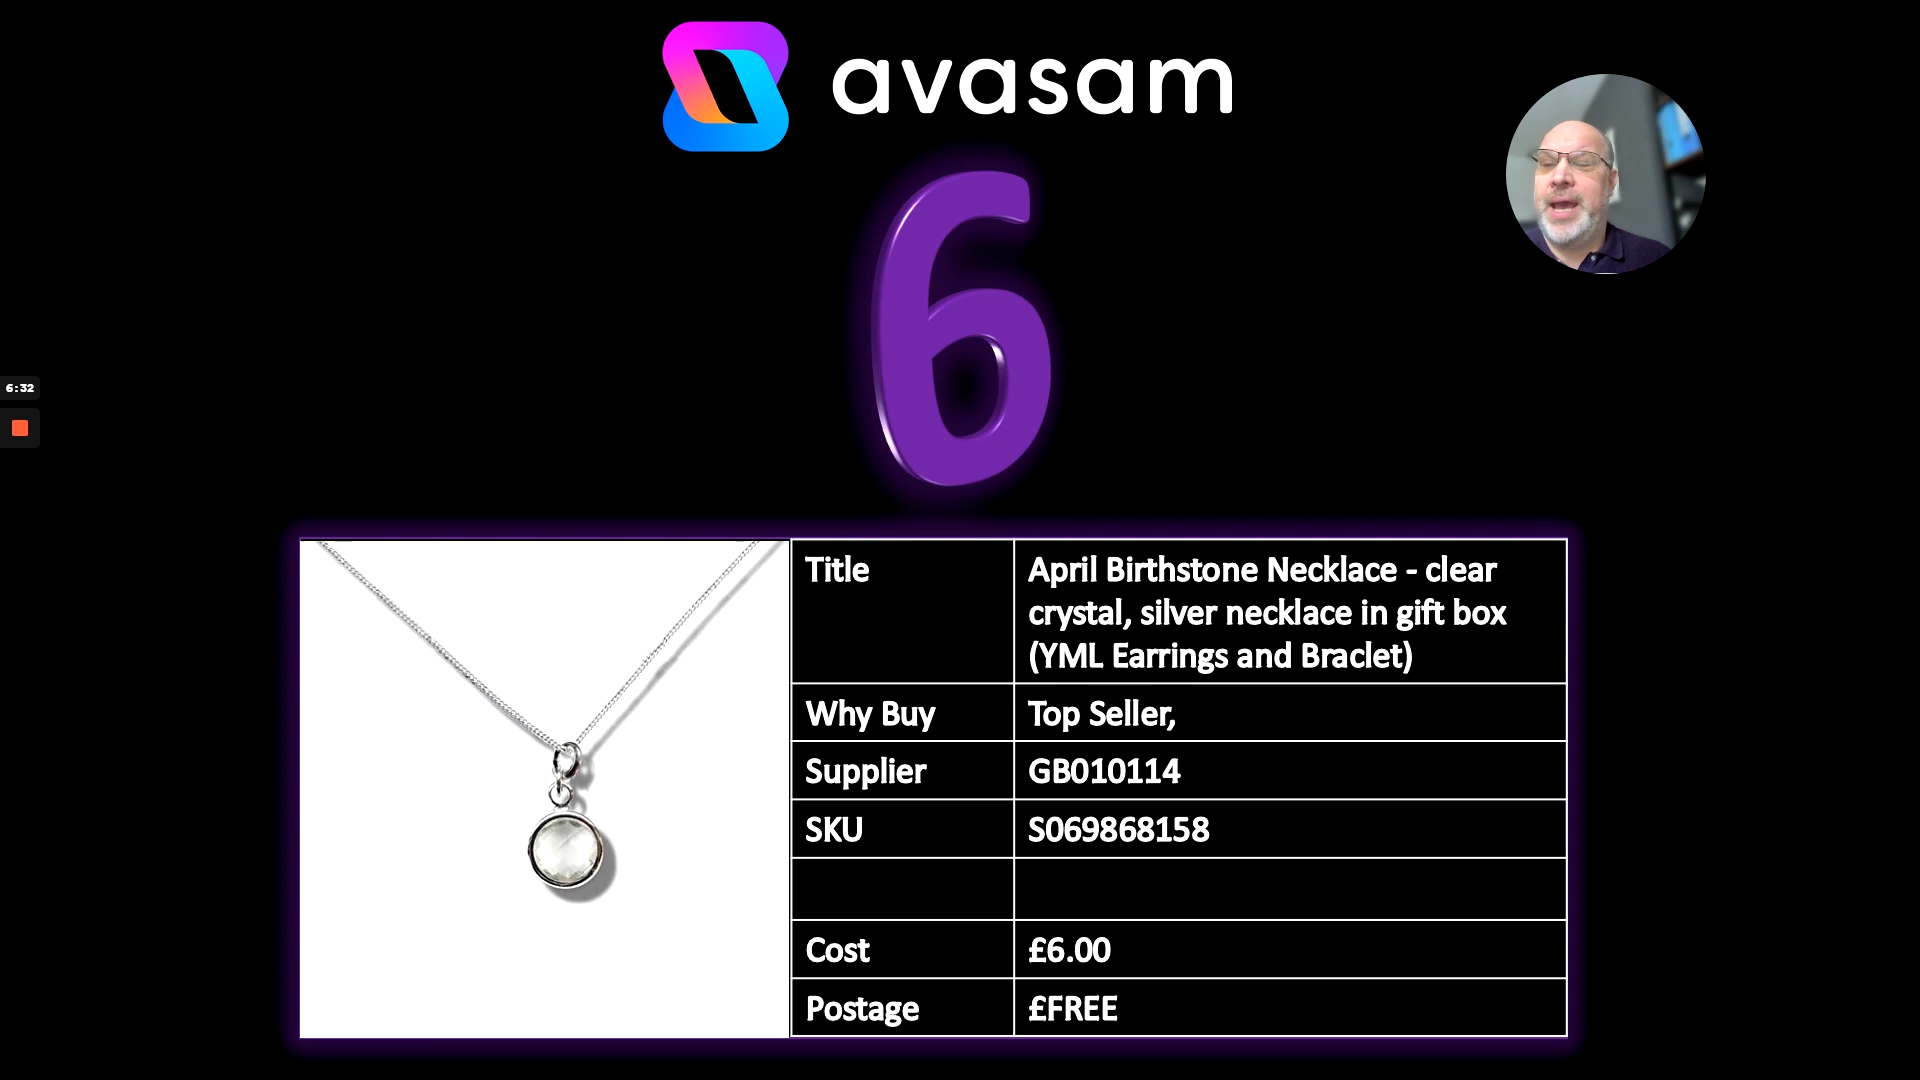 avasam
6
6:32
Title
April Birthstone Necklace - clear
crystal, silver necklace in gift box
(YML Earrings and Braclet)
Why Buy
Top Seller,
Supplier
GB010114
SKU
S069868158
Cost
£6.00
Postage
£FREE